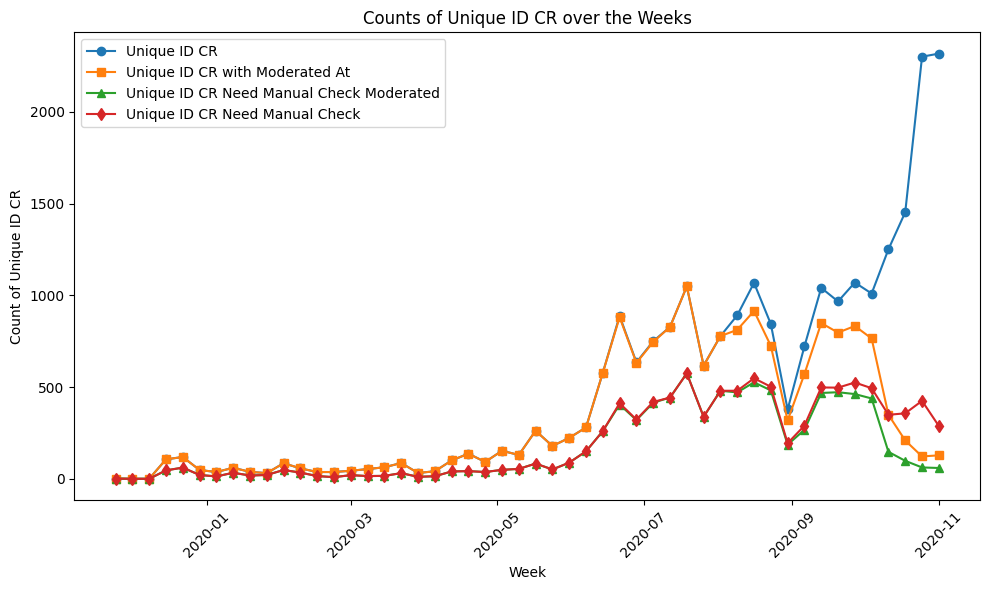 Counts of Unique ID CR over the Weeks
Unique ID CR
Unique ID CR with Moderated At
Unique ID CR Need Manual Check Moderated
Unique ID CR Need Manual Check
Count of Unique ID CR
2000
1500
1000
500
0
2020-01
2020-03
2020-05
2020-07
2020-09
2020-11
Week